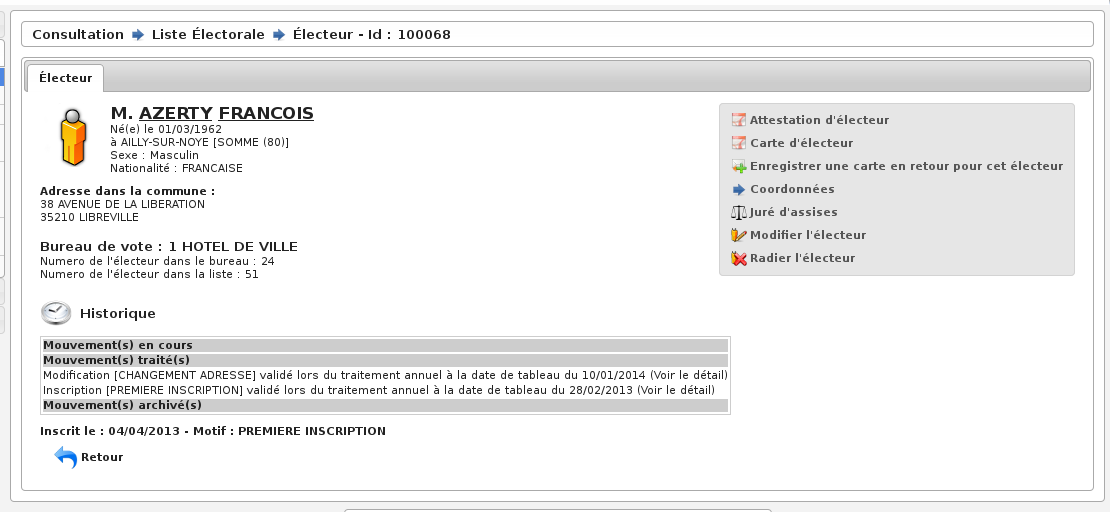 Consultation Liste Électorale Électeur - Id : 100068
Électeur
M. AZERTY FRANCOIS
Né(e) le 01/03/1962
à AILLY-SUR-NOYE [SOMME (80)]
Sexe : Masculin
Nationalité : FRANCAISE
Adresse dans la commune :
38 AVENUE DE LA LIBERATION
35210 LIBREVILLE
Bureau de vote : 1 HOTEL DE VILLE
Numero de l'électeur dans le bureau : 24
Numero de l'électeur dans la liste : 51
Attestation d'électeur
Carte d'électeur
Enregistrer une carte en retour pour cet électeur
Coordonnées
Juré d'assises
Modifier l'électeur
Radier l'électeur
Historique
Mouvement(s) en cours
Mouvement(s) traité(s)
Modification [CHANGEMENT ADRESSE] validé lors du traitement annuel à la date de tableau du 10/01/2014 (Voir le détail)
Inscription [PREMIERE INSCRIPTION] validé lors du traitement annuel à la date de tableau du 28/02/2013 (Voir le détail)
Mouvement(s) archivé(s)
Inscrit le : 04/04/2013 - Motif : PREMIERE INSCRIPTION
Retour